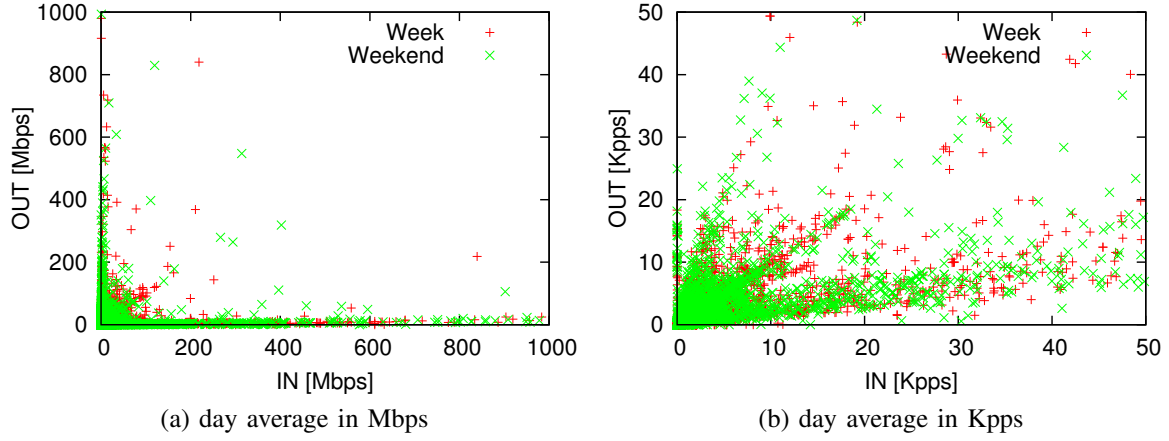 Week
Weekend
1000
800
600
400
200
0
OUT [Mbps]
0 200 400 600 800 1000
IN [Mbps]
(a) day average in Mbps
Week
Weekend
50
40
30
20
10
0
OUT [Kpps]
0 10 20 30 40 50
IN [Kpps]
(b) day average in Kpps